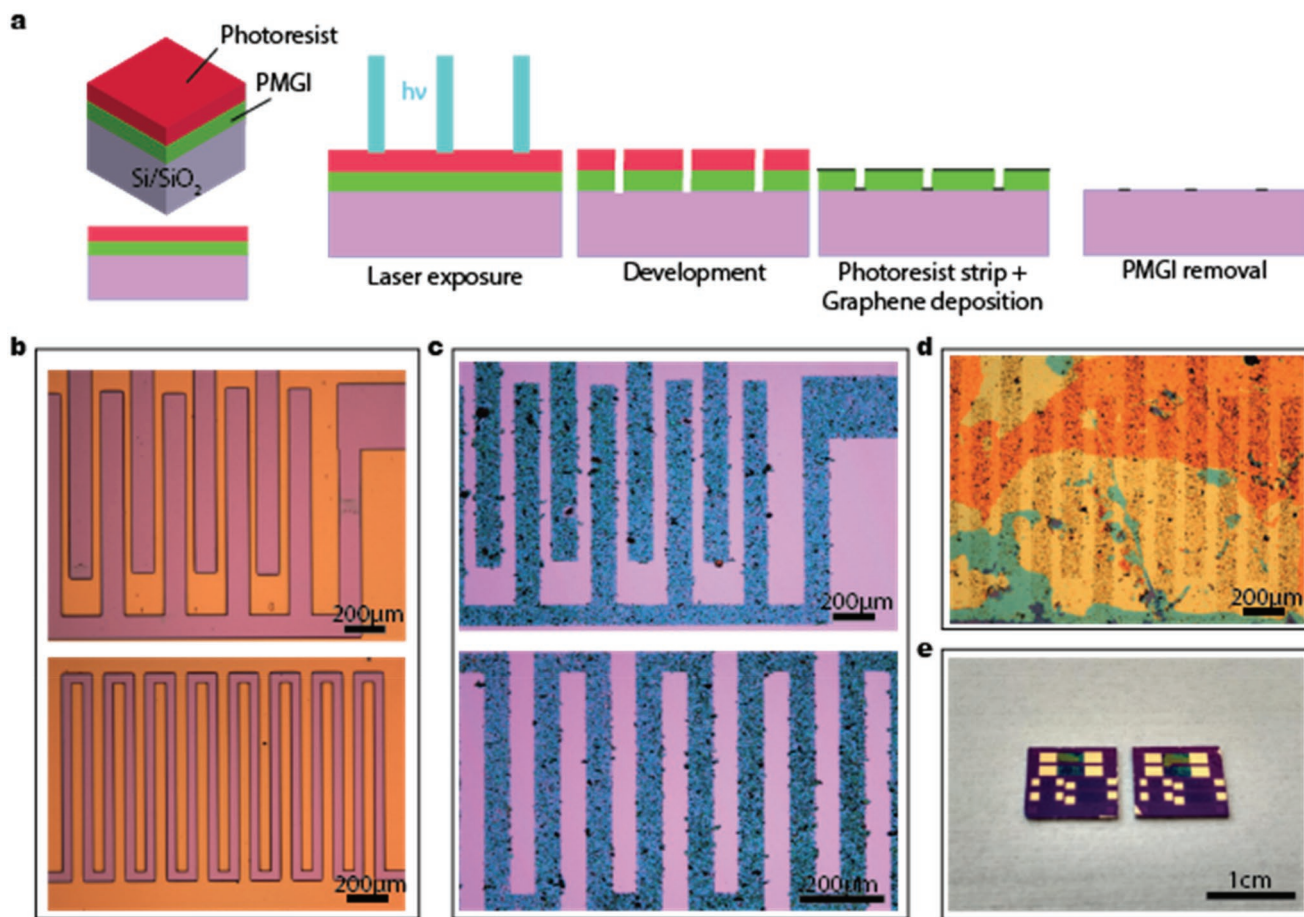 a
Photoresist
PMGI
Si/SiO₂
hν
Laser exposure
Development
Photoresist strip +
Graphene deposition
PMGI removal
b
200µm
200µm
c
200µm
200µm
d
200µm
e
1cm